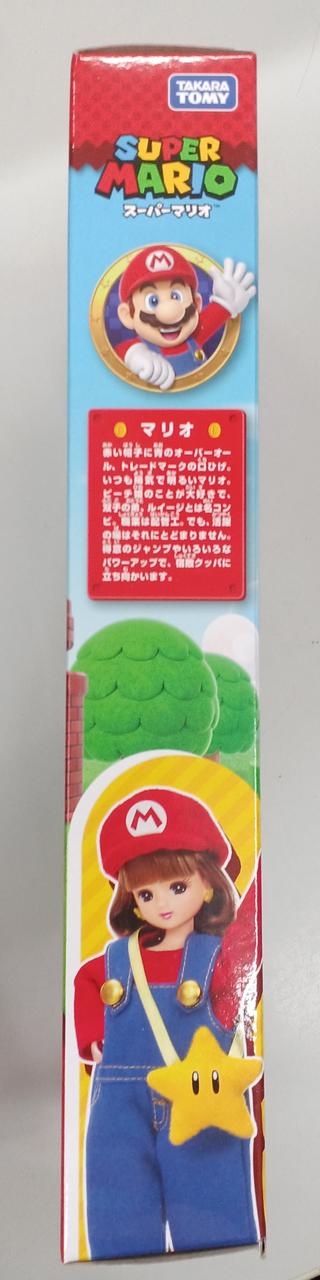 TAKARA
TOMY
SUPER
MARIO
スーパーマリオ™
マリオ
赤い帽子に青のオーバーオー
ル、トレードマークの口ひげ。
いつも陽気で明るいマリオ。
ピーチ姫のことが大好きで、
双子の弟、ルイージとは名コン
ビ。職業は配管工。でも、活躍
の場はそれにとどまりません。
得意のジャンプやいろいろな
パワーアップで、宿敵クッパに
立ち向かいます。
M